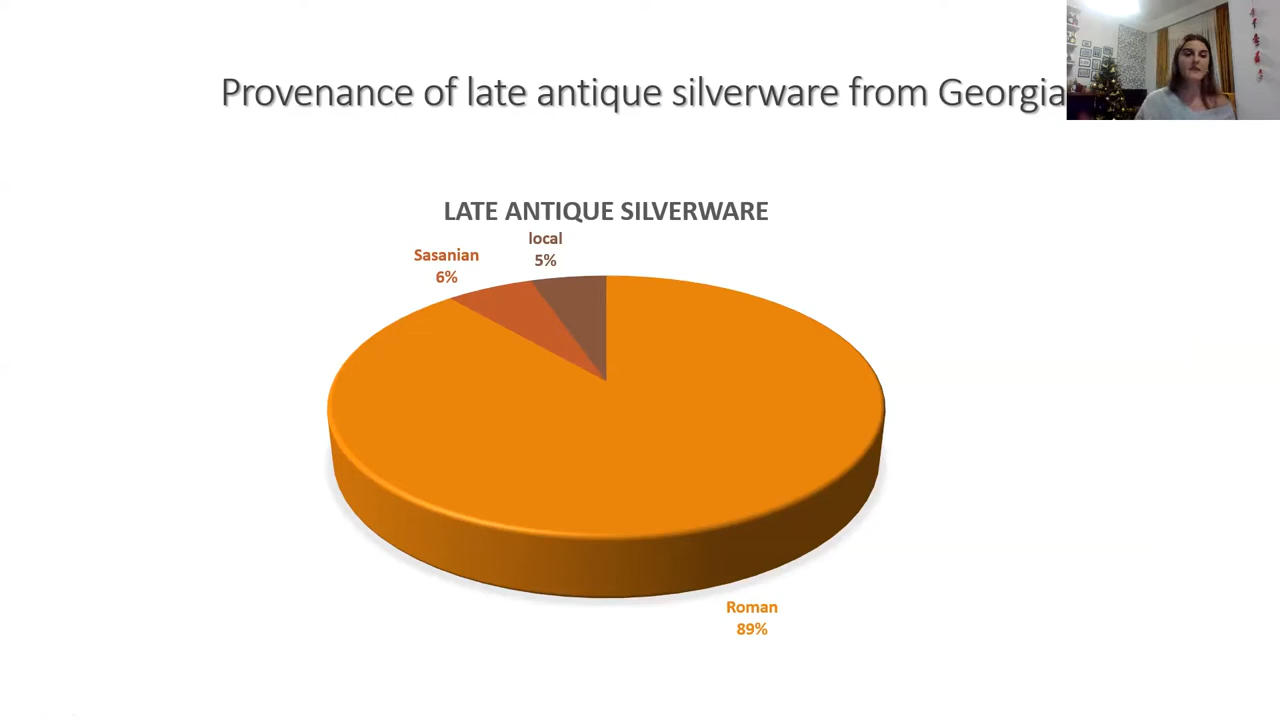 Provenance of late antique silverware from Georgia
LATE ANTIQUE SILVERWARE
local
5%
Sasanian
6%
Roman
89%